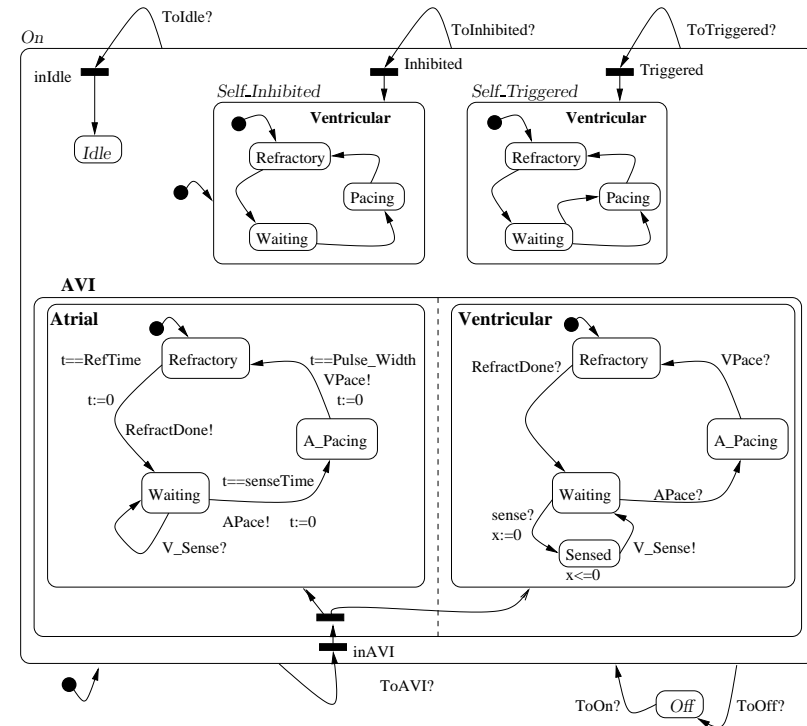 ToIdle?
ToInhibited?
ToTriggered?
On
inIdle
Inhibited
Triggered
Self_Inhibited
Self_Triggered
Ventricular
Ventricular
Idle
Refractory
Refractory
Pacing
Pacing
Waiting
Waiting
AVI
Atrial
Ventricular
t==RefTime
Refractory
t==Pulse_Width
VPace!
t:=0
t:=0
RefractDone!
A_Pacing
t==senseTime
Waiting
APace! t:=0
V_Sense?
Refractory
VPace?
RefractDone?
A_Pacing
Waiting
APace?
sense?
x:=0
Sensed
V_Sense!
x<=0
inAVI
ToAVI?
ToOn?
Off
ToOff?